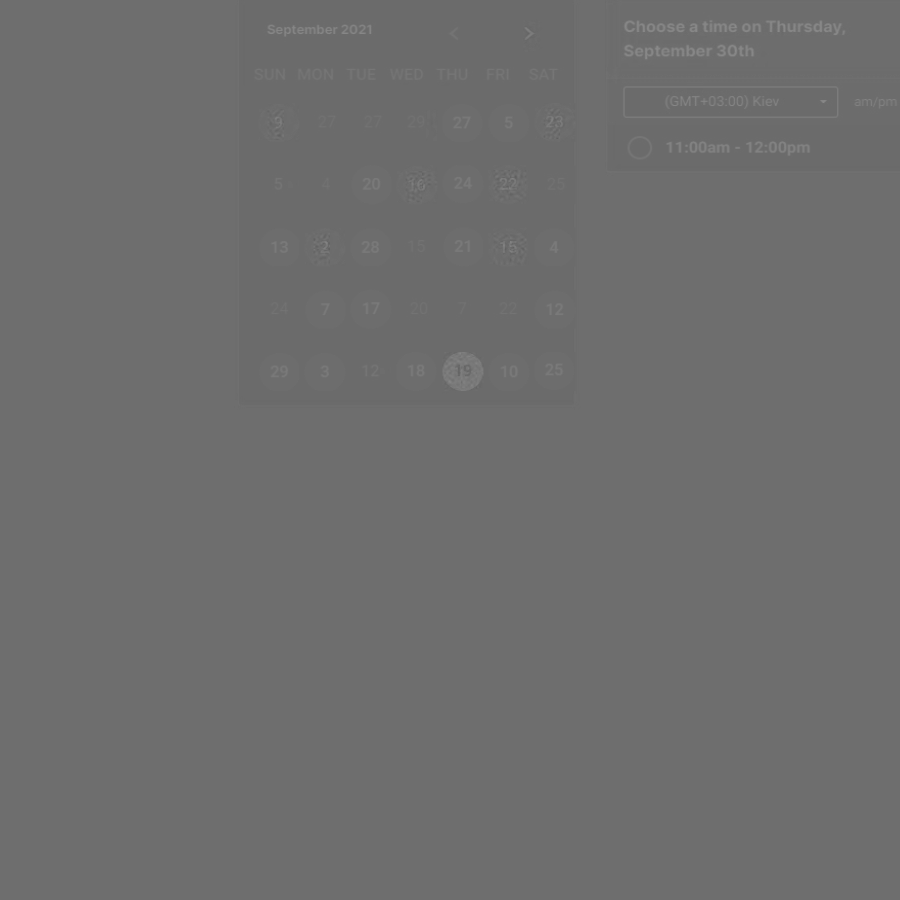 September 2021
SUN MON TUE WED THU FRI SAT
9 27 27 29 27 5 23
5 4 20 16 24 22 25
13 2 28 15 21 15 4
24 7 17 20 7 22 12
29 3 12 18 19 10 25
Choose a time on Thursday,
September 30th
(GMT+03:00) Kiev am/pm
11:00am - 12:00pm